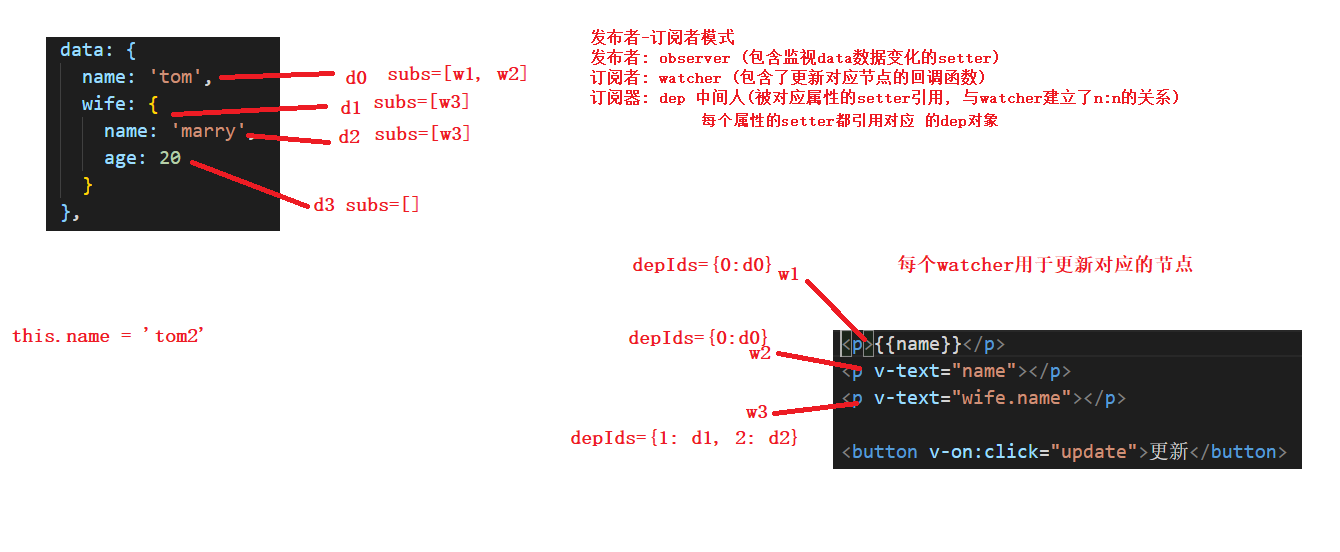 发布者-订阅者模式
发布者: observer (包含监视data数据变化的setter)
订阅者: watcher (包含了更新对应节点的回调函数)
订阅器: dep 中间人(被对应属性的setter引用, 与watcher建立了n:n的关系)
每个属性的setter都引用对应 的dep对象
data: {
name: 'tom', d0 subs=[w1, w2]
wife: { d1 subs=[w3]
name: 'marry', d2 subs=[w3]
age: 20
}
d3 subs=[]
},
depIds={0:d0} w1
每个watcher用于更新对应的节点
this.name = 'tom2'
depIds={0:d0}
w2
<p>{{name}}</p>
<p v-text="name"></p>
<p v-text="wife.name"></p>
w3
depIds={1: d1, 2: d2}
<button v-on:click="update">更新</button>